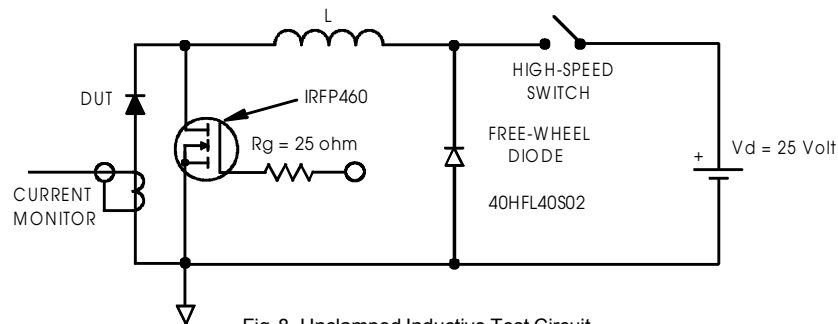 L
HIGH-SPEED
SWITCH
DUT
IRFP460
Rg = 25 ohm
FREE-WHEEL
DIODE
40HFL40S02
+
Vd = 25 Volt
CURRENT
MONITOR
Fig. 8- Unclamped Inductive Test Circuit